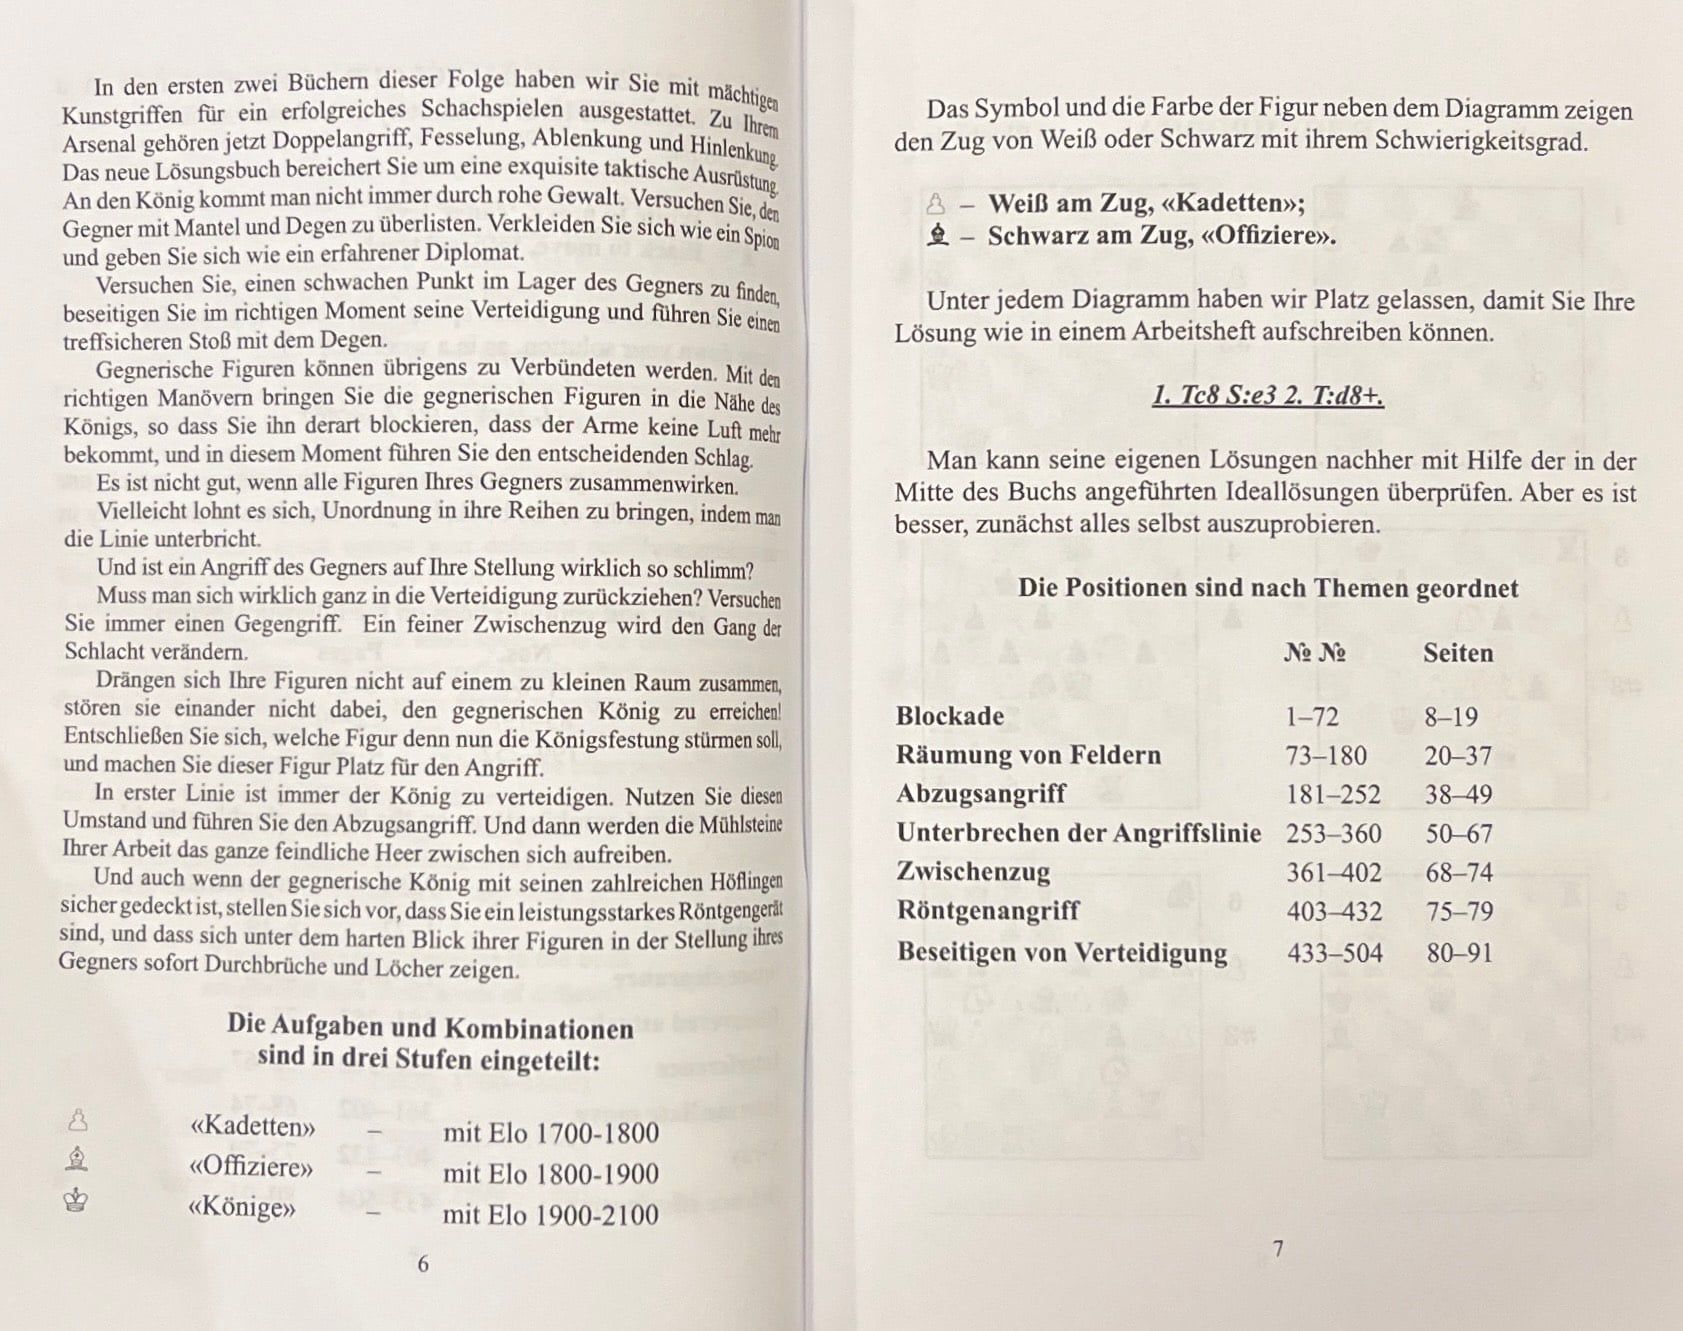 In den ersten zwei Büchern dieser Folge haben wir Sie mit mächtigen
Kunstgriffen für ein erfolgreiches Schachspielen ausgestattet. Zu Ihrem
Arsenal gehören jetzt Doppelangriff, Fesselung, Ablenkung und Hinlenkung.
Das neue Lösungsbuch bereichert Sie um eine exquisite taktische Ausrüstung.
An den König kommt man nicht immer durch rohe Gewalt. Versuchen Sie, den
Gegner mit Mantel und Degen zu überlisten. Verkleiden Sie sich wie ein Spion
und geben Sie sich wie ein erfahrener Diplomat.
Versuchen Sie, einen schwachen Punkt im Lager des Gegners zu finden,
beseitigen Sie im richtigen Moment seine Verteidigung und führen Sie einen
treffsicheren Stoß mit dem Degen.
Gegnerische Figuren können übrigens zu Verbündeten werden. Mit den
richtigen Manövern bringen Sie die gegnerischen Figuren in die Nähe des
Königs, so dass Sie ihn derart blockieren, dass der Arme keine Luft mehr
bekommt, und in diesem Moment führen Sie den entscheidenden Schlag.
Es ist nicht gut, wenn alle Figuren Ihres Gegners zusammenwirken.
Vielleicht lohnt es sich, Unordnung in ihre Reihen zu bringen, indem man
die Linie unterbricht.
Und ist ein Angriff des Gegners auf Ihre Stellung wirklich so schlimm?
Muss man sich wirklich ganz in die Verteidigung zurückziehen? Versuchen
Sie immer einen Gegengriff. Ein feiner Zwischenzug wird den Gang der
Schlacht verändern.
Drängen sich Ihre Figuren nicht auf einem zu kleinen Raum zusammen,
stören sie einander nicht dabei, den gegnerischen König zu erreichen!
Entschließen Sie sich, welche Figur denn nun die Königsfestung stürmen soll,
und machen Sie dieser Figur Platz für den Angriff.
In erster Linie ist immer der König zu verteidigen. Nutzen Sie diesen
Umstand und führen Sie den Abzugsangriff. Und dann werden die Mühlsteine
Ihrer Arbeit das ganze feindliche Heer zwischen sich aufreiben.
Und auch wenn der gegnerische König mit seinen zahlreichen Höflingen
sicher gedeckt ist, stellen Sie sich vor, dass Sie ein leistungsstarkes Röntgengerät
sind, und dass sich unter dem harten Blick ihrer Figuren in der Stellung ihres
Gegners sofort Durchbrüche und Löcher zeigen.
Die Aufgaben und Kombinationen
sind in drei Stufen eingeteilt:
♙ «Kadetten» – mit Elo 1700-1800
♗ «Offiziere» – mit Elo 1800-1900
♔ «Könige» – mit Elo 1900-2100
6
Das Symbol und die Farbe der Figur neben dem Diagramm zeigen
den Zug von Weiß oder Schwarz mit ihrem Schwierigkeitsgrad.
♙ – Weiß am Zug, «Kadetten»;
♝ – Schwarz am Zug, «Offiziere».
Unter jedem Diagramm haben wir Platz gelassen, damit Sie Ihre
Lösung wie in einem Arbeitsheft aufschreiben können.
1. Tc8 S:e3 2. T:d8+.
Man kann seine eigenen Lösungen nachher mit Hilfe der in der
Mitte des Buchs angeführten Ideallösungen überprüfen. Aber es ist
besser, zunächst alles selbst auszuprobieren.
Die Positionen sind nach Themen geordnet
№ № Seiten
Blockade 1–72 8–19
Räumung von Feldern 73–180 20–37
Abzugsangriff 181–252 38–49
Unterbrechen der Angriffslinie 253–360 50–67
Zwischenzug 361–402 68–74
Röntgenangriff 403–432 75–79
Beseitigen von Verteidigung 433–504 80–91
7